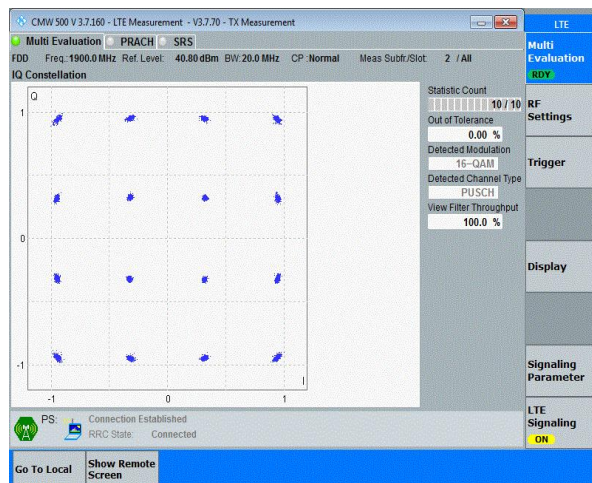 CMW 500 V 3.7.160 - LTE Measurement - V3.7.70 - TX Measurement
LTE
Multi Evaluation PRACH SRS
FDD Freq.: 1900.0 MHz Ref. Level: 40.80 dBm BW: 20.0 MHz CP : Normal Meas Subfr./Slot: 2 / All
IQ Constellation
Q
1
0
-1
I
-1 0 1
Statistic Count
10 / 10
Out of Tolerance
0.00 %
Detected Modulation
16-QAM
Detected Channel Type
PUSCH
View Filter Throughput
100.0 %
Multi
Evaluation
RDY
RF
Settings
Trigger
Display
Signaling
Parameter
LTE
Signaling
ON
PS: Connection Established
RRC State: Connected
Go To Local
Show Remote
Screen